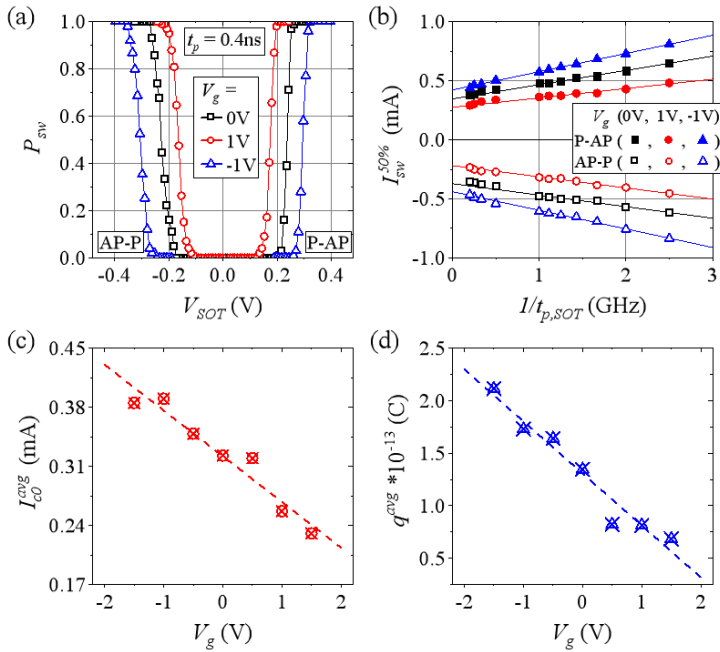 (a)
t_p = 0.4ns
V_g =
0V
1V
-1V
AP-P
P-AP
P_sw
1.0
0.8
0.6
0.4
0.2
0.0
-0.4 -0.2 0.0 0.2 0.4
V_SOT (V)
(b)
V_g (0V, 1V, -1V)
P-AP ( , , )
AP-P ( , , )
I_sw^50% (mA)
1.0
0.5
0.0
-0.5
-1.0
0 1 2 3
1/t_p,SOT (GHz)
(c)
I_c0^avg (mA)
0.45
0.38
0.31
0.24
0.17
-2 -1 0 1 2
V_g (V)
(d)
q^avg *10^-13 (C)
2.5
2.0
1.5
1.0
0.5
-2 -1 0 1 2
V_g (V)